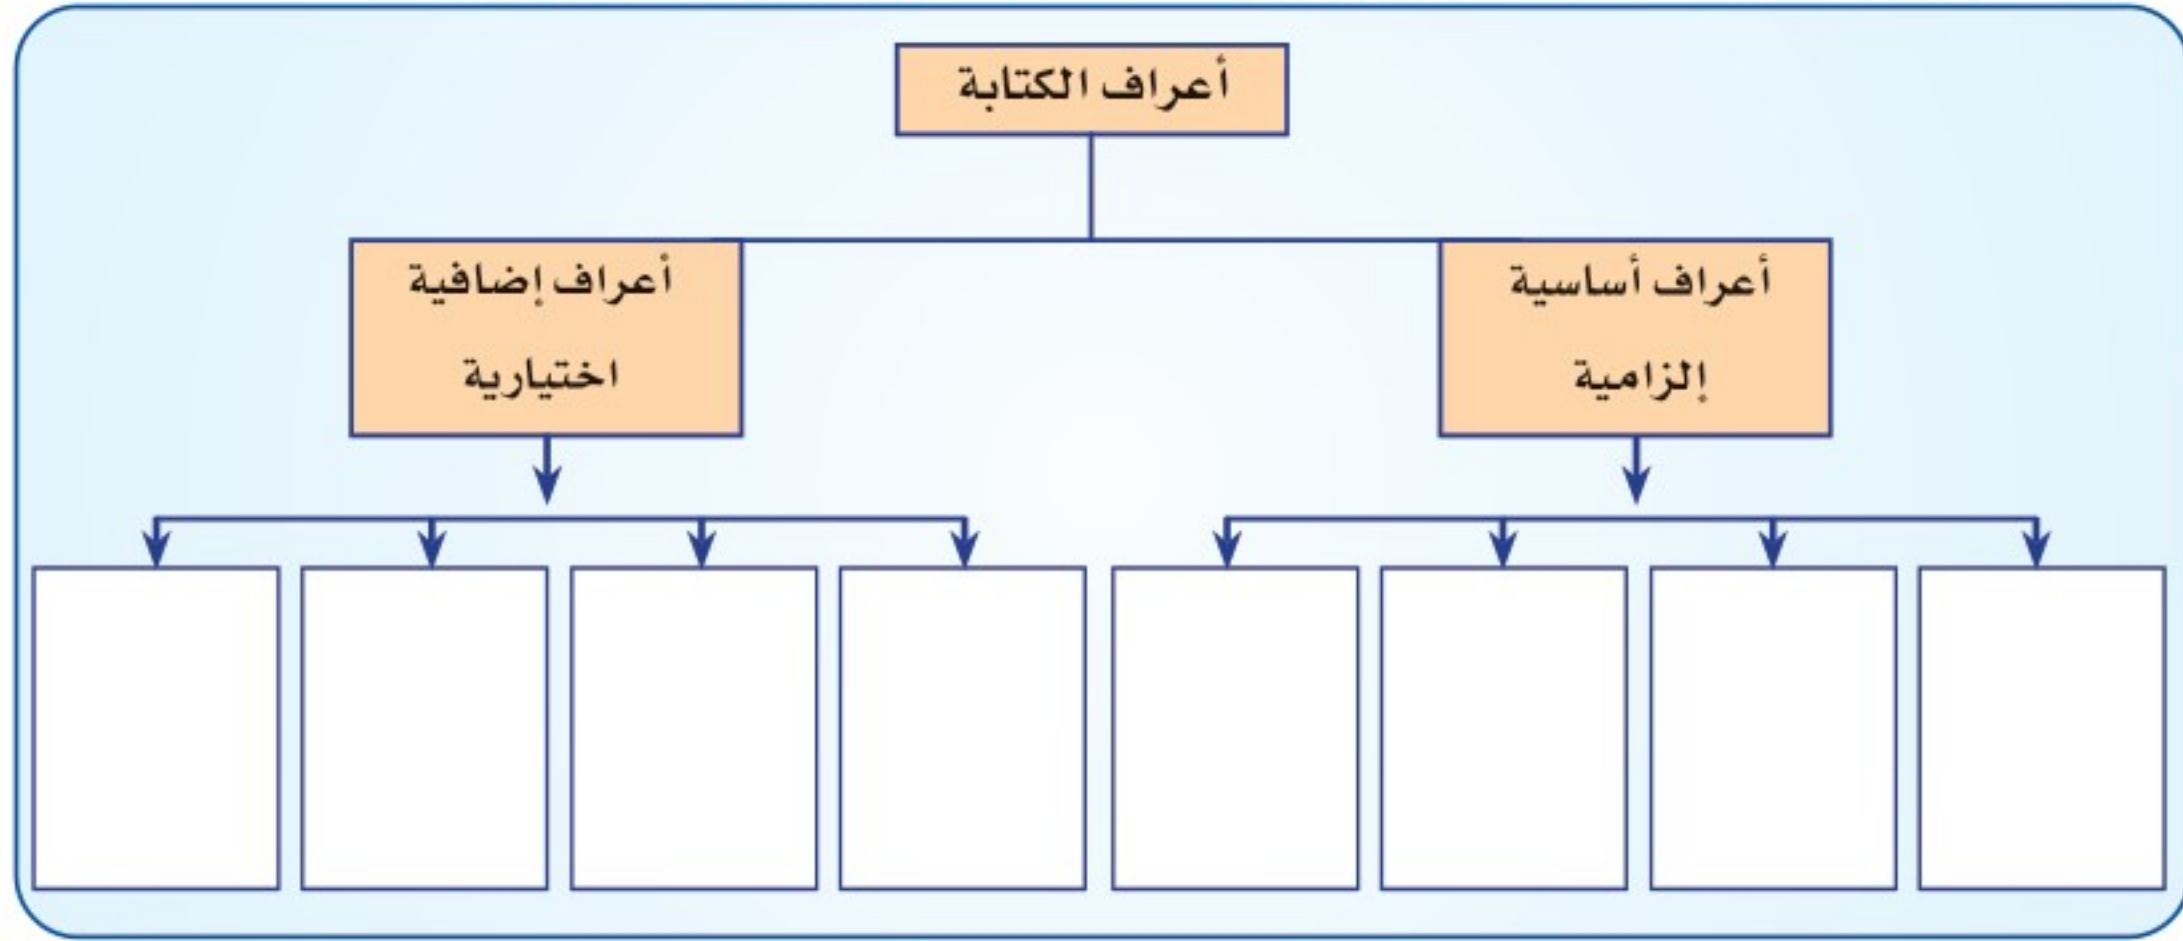 أعراف الكتابة
أعراف أساسية
إلزامية
أعراف إضافية
اختيارية